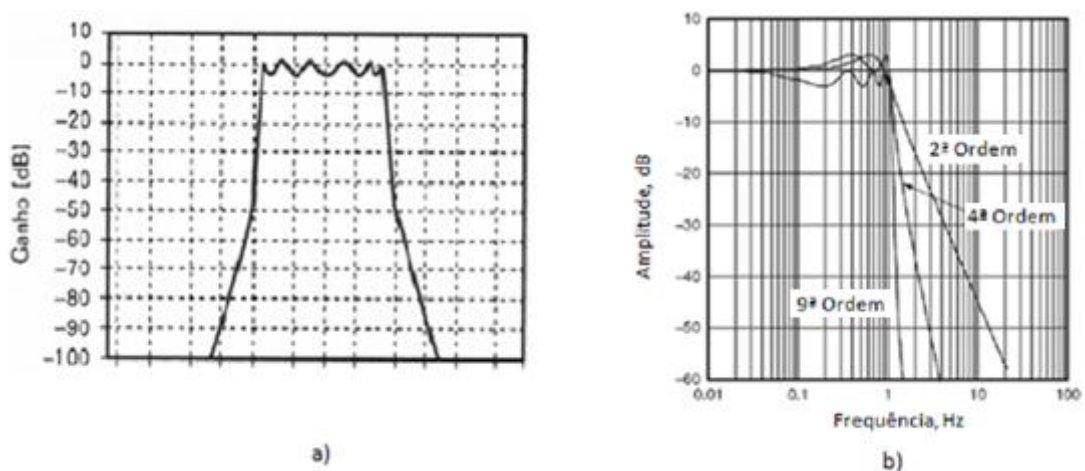 10
0
−10
−20
−30
−40
−50
−60
−70
−80
−90
−100
Ganho [dB]
a)
10
0
−10
−20
−30
−40
−50
−60
Amplitude, dB
2ª Ordem
4ª Ordem
9ª Ordem
0.01 0.1 1 10 100
Frequência, Hz
b)